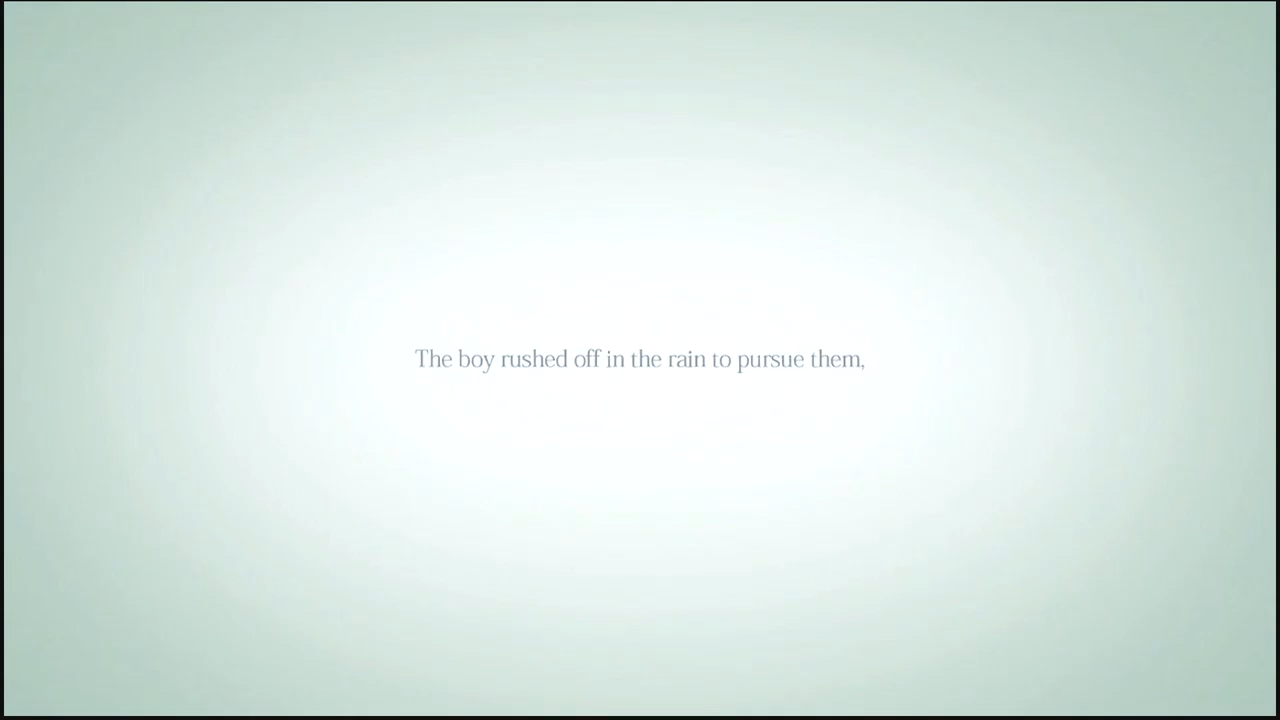 The boy rushed off in the rain to pursue them,